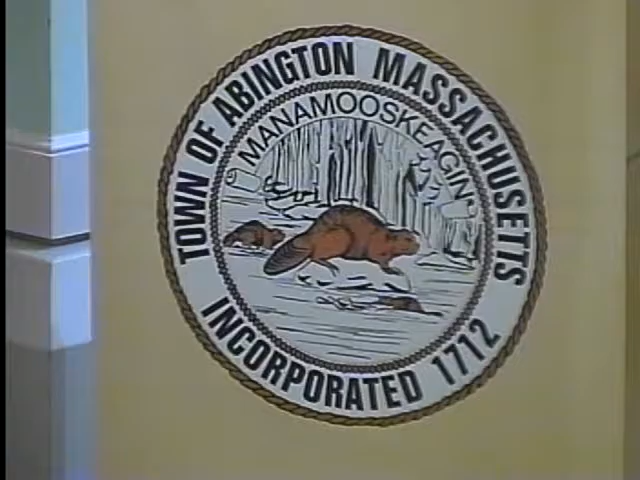 TOWN OF ABINGTON MASSACHUSETTS
MANAMOOSKEAGIN
INCORPORATED 1712